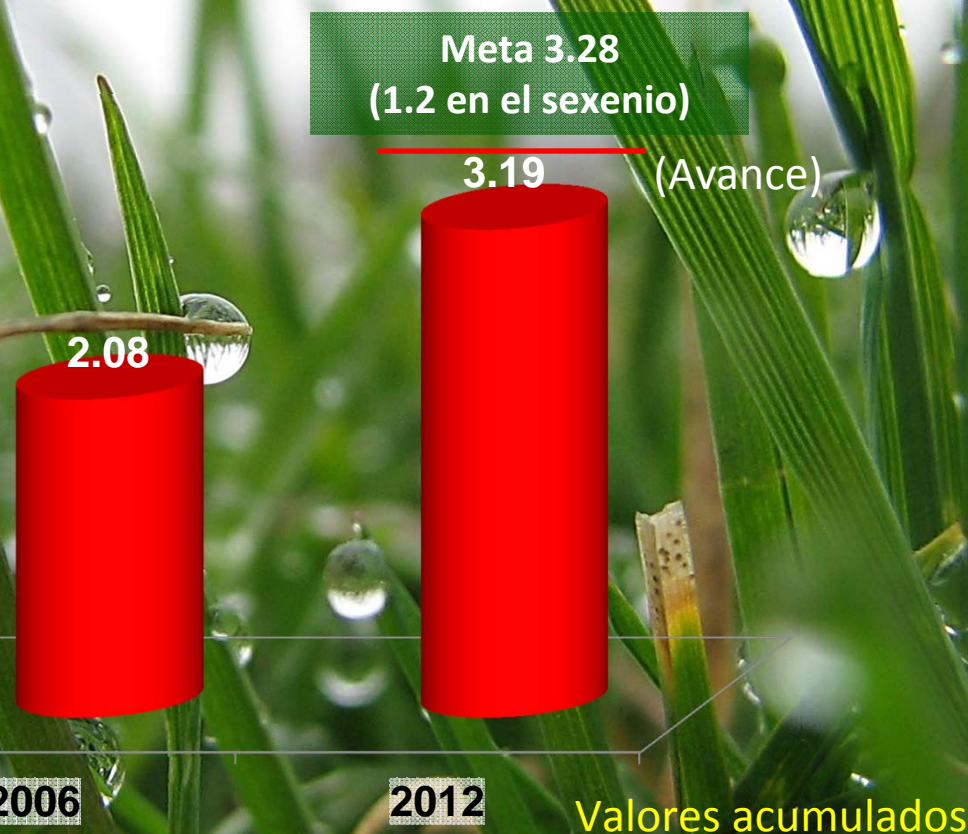 Meta 3.28
(1.2 en el sexenio)
3.19 (Avance)
2.08
2006 2012
Valores acumulados